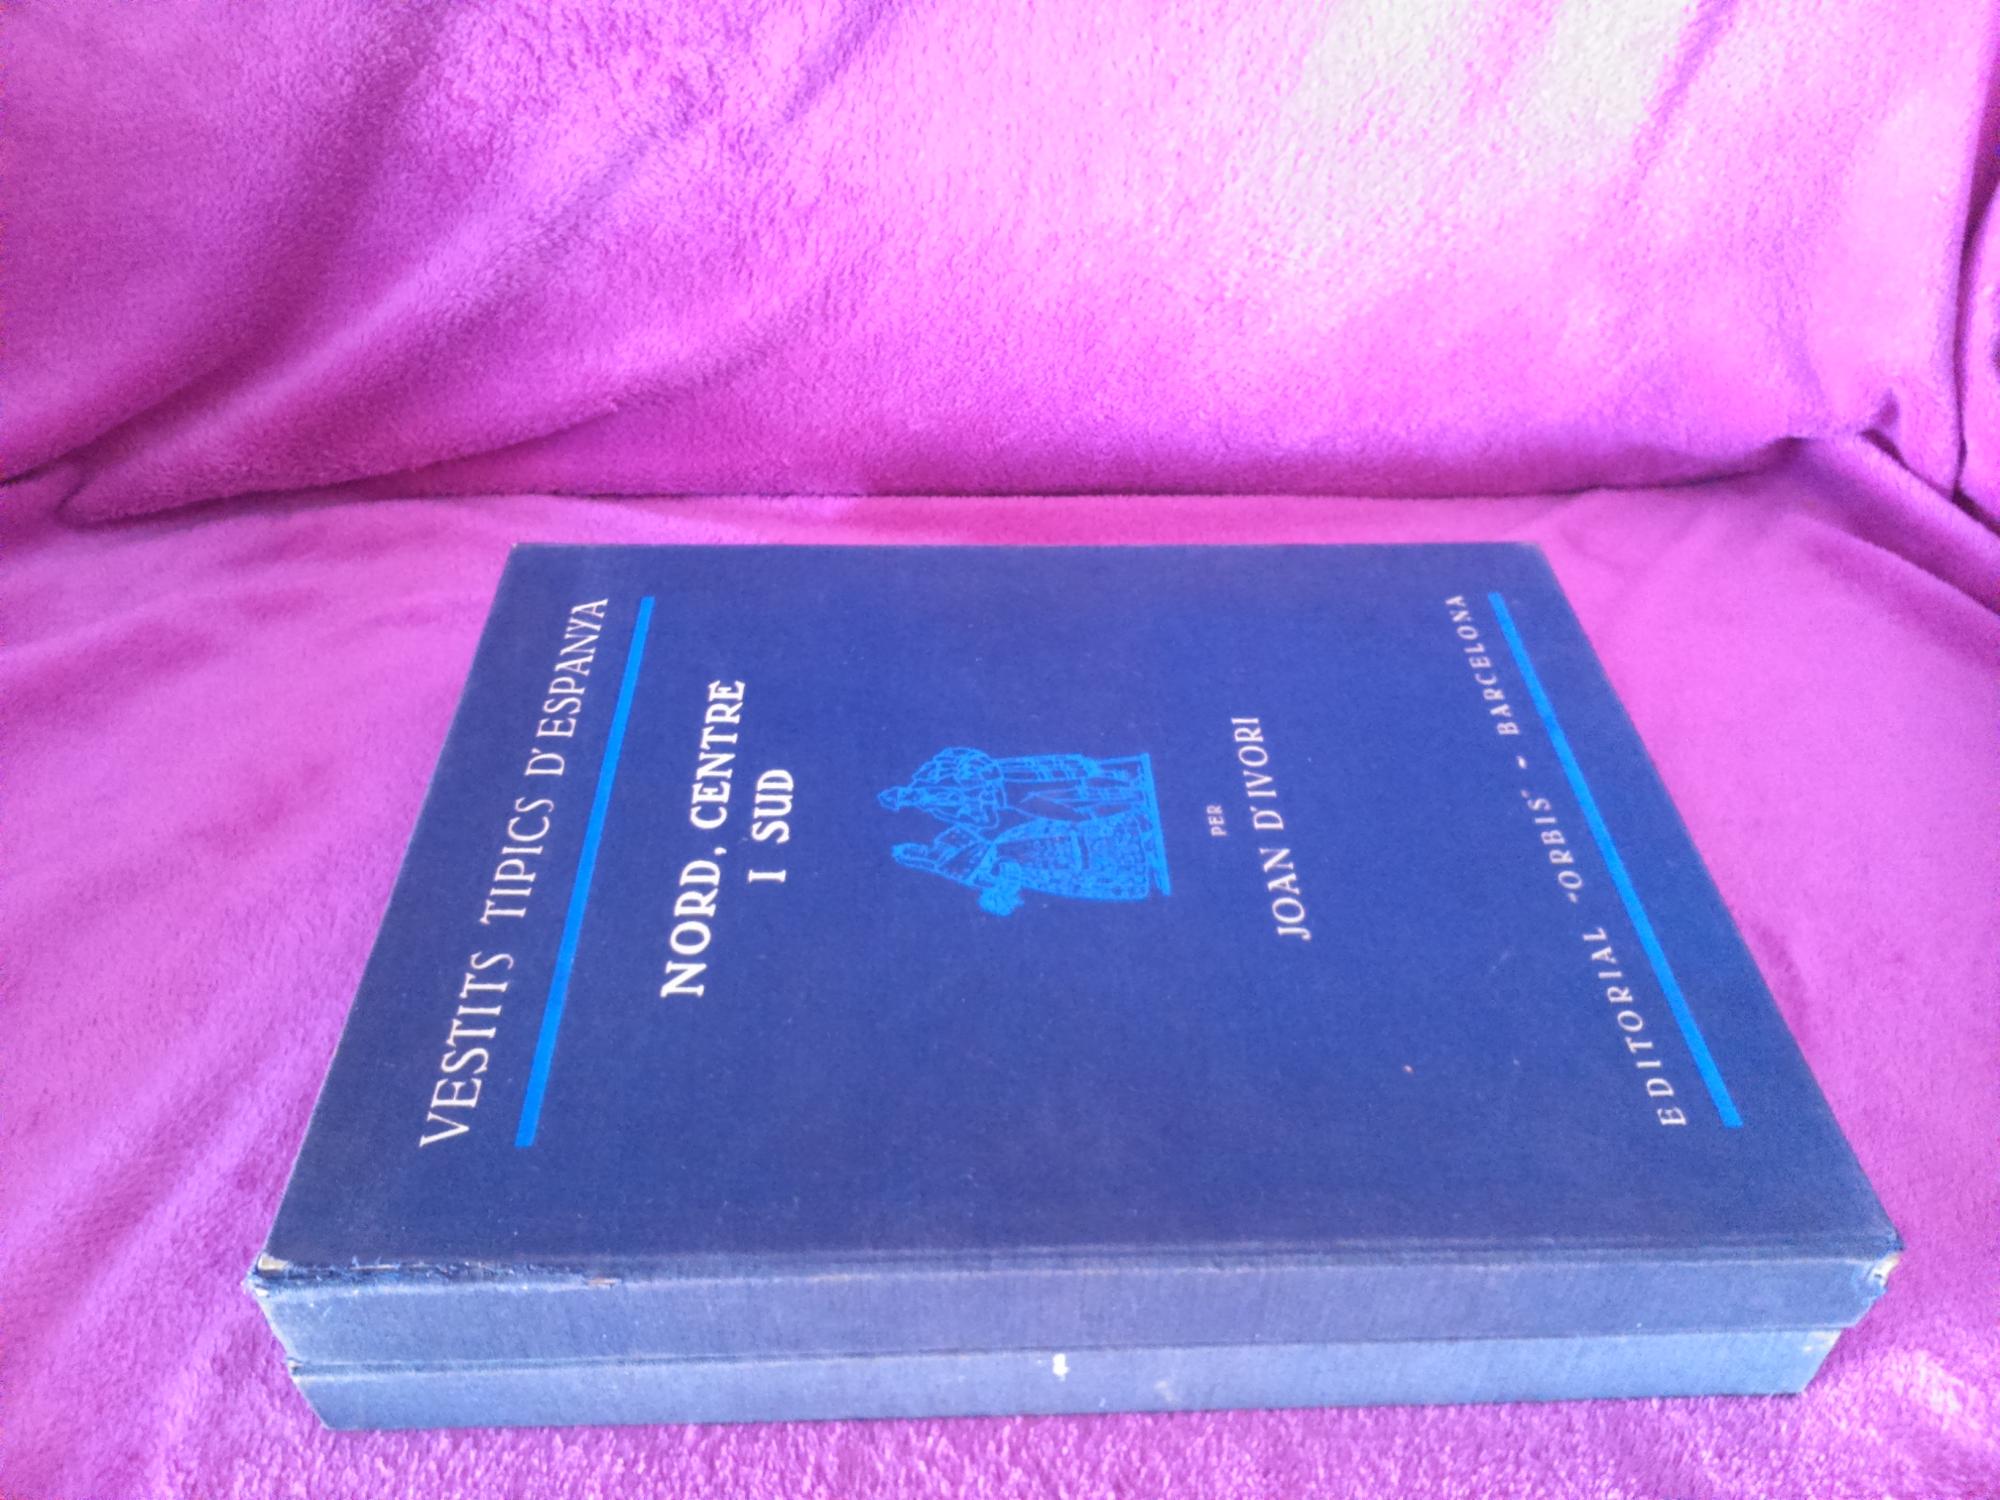 VESTITS TIPICS D'ESPANYA
NORD, CENTRE
I SUD
PER
JOAN D'IVORI
EDITORIAL "ORBIS" - BARCELONA